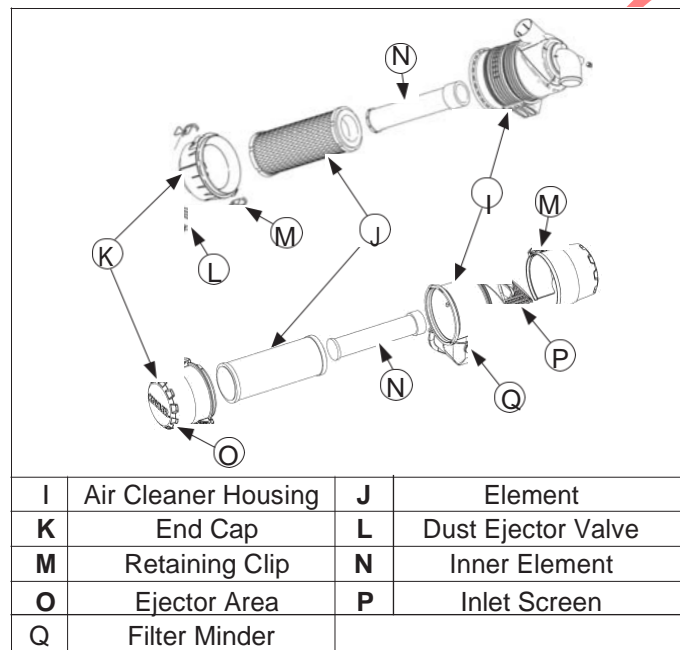 N
M
I
M
K
L
J
P
N
Q
O
I Air Cleaner Housing J Element
K End Cap L Dust Ejector Valve
M Retaining Clip N Inner Element
O Ejector Area P Inlet Screen
Q Filter Minder